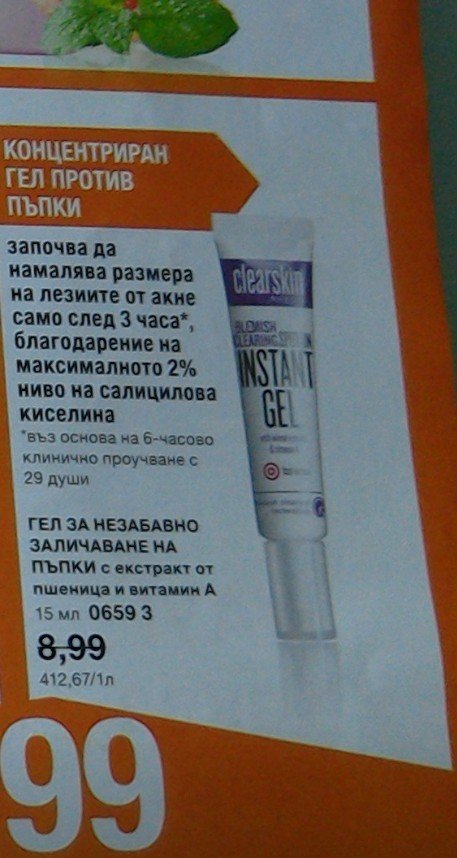 КОНЦЕНТРИРАН
ГЕЛ ПРОТИВ
ПЪПКИ
започва да
намалява размера
на лезиите от акне
само след 3 часа*,
благодарение на
максималното 2%
ниво на салицилова
киселина
*въз основа на 6-часово
клинично проучване с
29 души
ГЕЛ ЗА НЕЗАБАВНО
ЗАЛИЧАВАНЕ НА
ПЪПКИ с екстракт от
пшеница и витамин А
15 мл 0659 3
8,99
412,67/1л
99
clearskin
BLEMISH
CLEARING
INSTANT
GEL